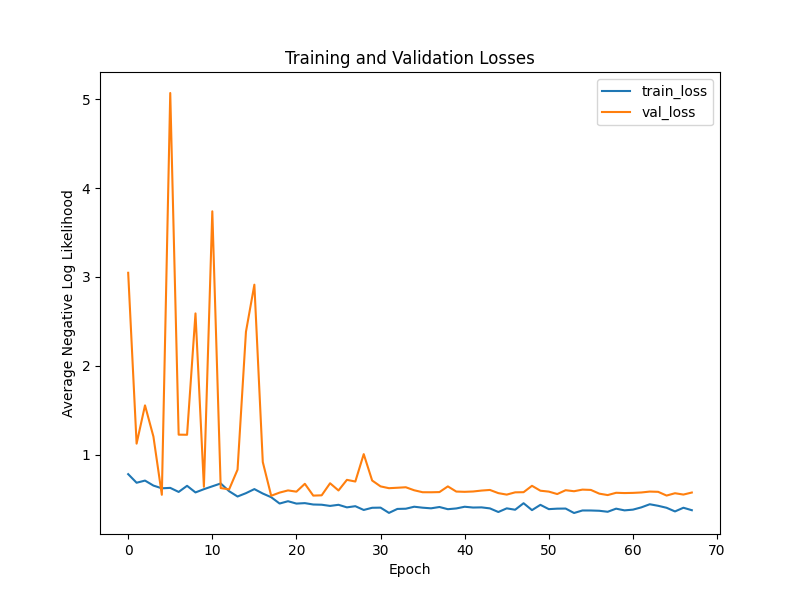 Training and Validation Losses
train_loss
val_loss
Average Negative Log Likelihood
5
4
3
2
1
0
10
20
30
40
50
60
70
Epoch